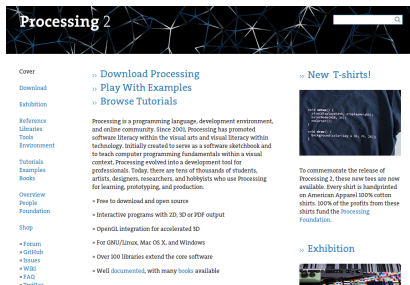 Processing 2
Cover
Download
Exhibition
Reference
Libraries
Tools
Environment
Tutorials
Examples
Books
Overview
People
Foundation
Shop
» Forum
» GitHub
» Issues
» Wiki
» FAQ
» Twitter
» Download Processing
» Play With Examples
» Browse Tutorials
Processing is a programming language, development environment,
and online community. Since 2001, Processing has promoted
software literacy within the visual arts and visual literacy within
technology. Initially created to serve as a software sketchbook and
to teach computer programming fundamentals within a visual
context, Processing evolved into a development tool for
professionals. Today, there are tens of thousands of students,
artists, designers, researchers, and hobbyists who use Processing
for learning, prototyping, and production.
» Free to download and open source
» Interactive programs with 2D, 3D or PDF output
» OpenGL integration for accelerated 3D
» For GNU/Linux, Mac OS X, and Windows
» Over 100 libraries extend the core software
» Well documented, with many books available
» New T-shirts!
To commemorate the release of
Processing 2, these new tees are now
available. Every shirt is handprinted
on American Apparel 100% cotton
shirts. 100% of the profits from these
shirts fund the Processing
Foundation.
» Exhibition